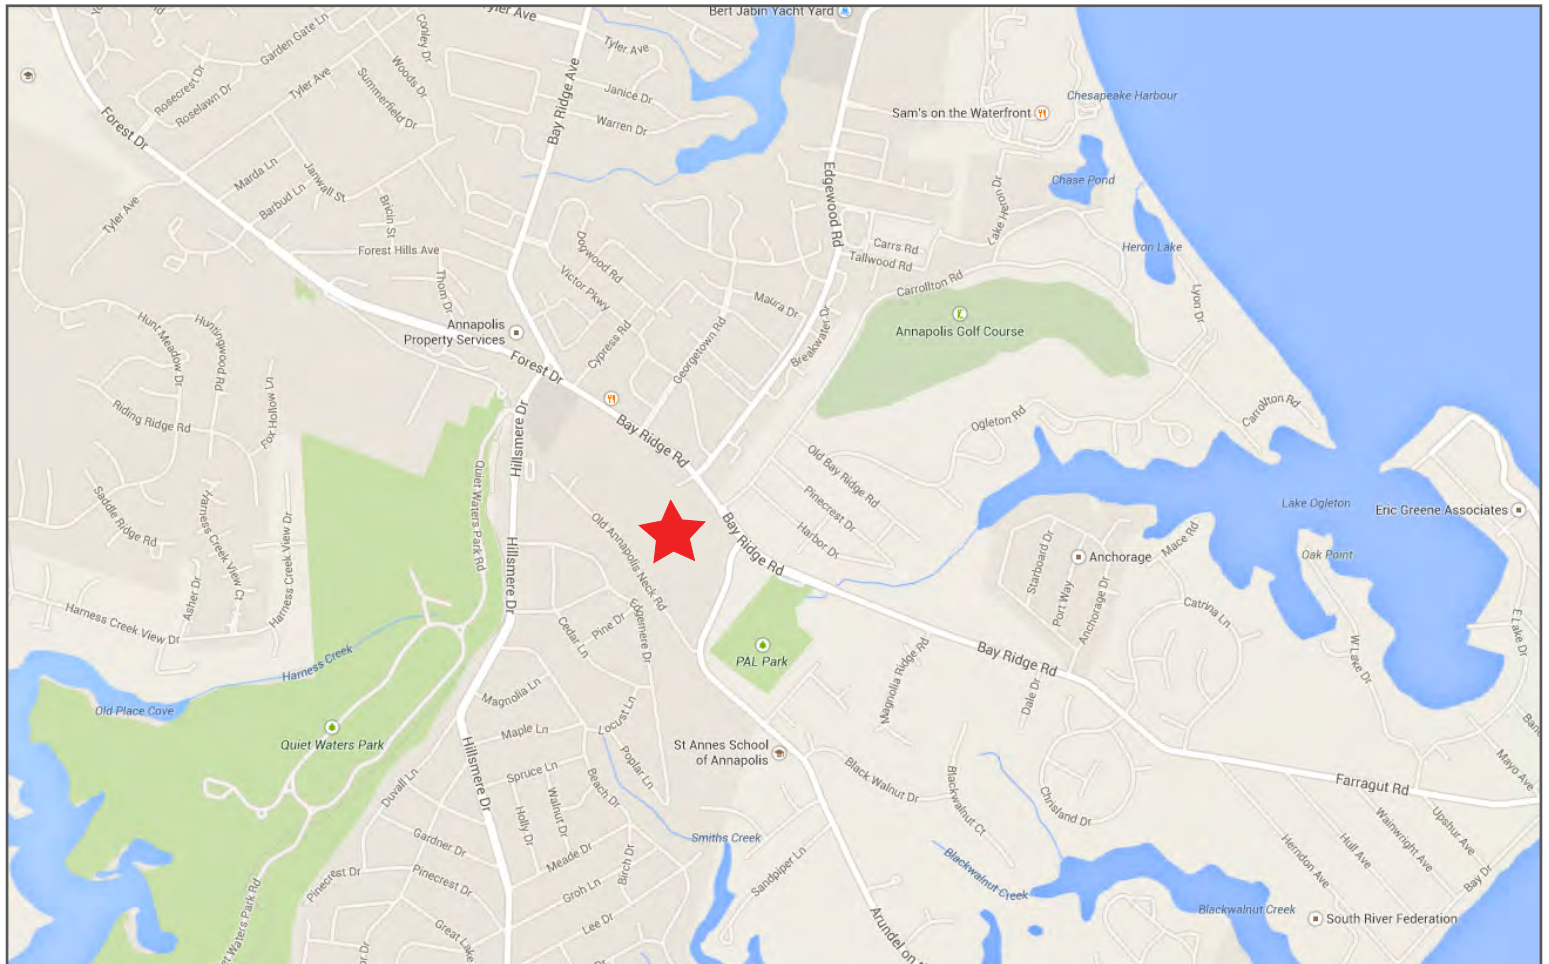 Bert Jabin Yacht Yard
Tyler Ave
Garden Gate Ln
Conley Dr
Tyler Ave
Rosecrest Dr
Roselawn Dr
Tyler Ave
Woods Dr
Summerfield Dr
Bay Ridge Ave
Janice Dr
Warren Dr
Chesapeake Harbour
Sam's on the Waterfront
Forest Dr
Marda Ln
Janwall St
Barbud Ln
Bricin St
Tyler Ave
Forest Hills Ave
Thom Dr
Edgewood Rd
Chase Pond
Lake Heron Dr
Heron Lake
Carrs Rd
Tallwood Rd
Carrollton Rd
Lyon Dr
Dogwood Rd
Victor Pkwy
Maura Dr
Cypress Rd
Georgetown Rd
Breakwater Dr
Annapolis Golf Course
Annapolis
Property Services
Forest Dr
Hunt Meadow Dr
Huntingwood Rd
Fox Hollow Ln
Riding Ridge Rd
Saddle Ridge Rd
Harness Creek View Ct
Harness Creek View Dr
Asher Dr
Harness Creek View Dr
Hillsmere Dr
Quiet Waters Park Rd
Bay Ridge Rd
Ogleton Rd
Carrollton Rd
Old Bay Ridge Rd
Pinecrest Dr
Harbor Dr
Bay Ridge Rd
Old Annapolis Neck Rd
Hillsmere Dr
Lake Ogleton
Eric Greene Associates
Oak Point
Starboard Dr
Anchorage
Mace Rd
Port Way
Anchorage Dr
Catrina Ln
W Lake Dr
E Lake Dr
Edgemere Dr
Pine Dr
Cedar Ln
PAL Park
Magnolia Ridge Rd
Bay Ridge Rd
Dale Dr
Harness Creek
Old Place Cove
Quiet Waters Park
Magnolia Ln
Maple Ln
Locust Ln
Poplar Ln
St Annes School
of Annapolis
Black Walnut Dr
Blackwalnut Ct
Chrisland Dr
Farragut Rd
Mayo Ave
Hillsmere Dr
Duvall Ln
Spruce Ln
Beach Dr
Walnut Dr
Holly Dr
Gardner Dr
Meade Dr
Birch Dr
Smiths Creek
Sandpiper Ln
Upshur Ave
Wainwright Ave
Hull Ave
Herndon Ave
Bay Dr
Pinecrest Dr
Pinecrest Dr
Groh Ln
Lee Dr
Great Lake
Waters Park Rd
Blackwalnut Creek
Blackwalnut Creek
South River Federation
Arundel on